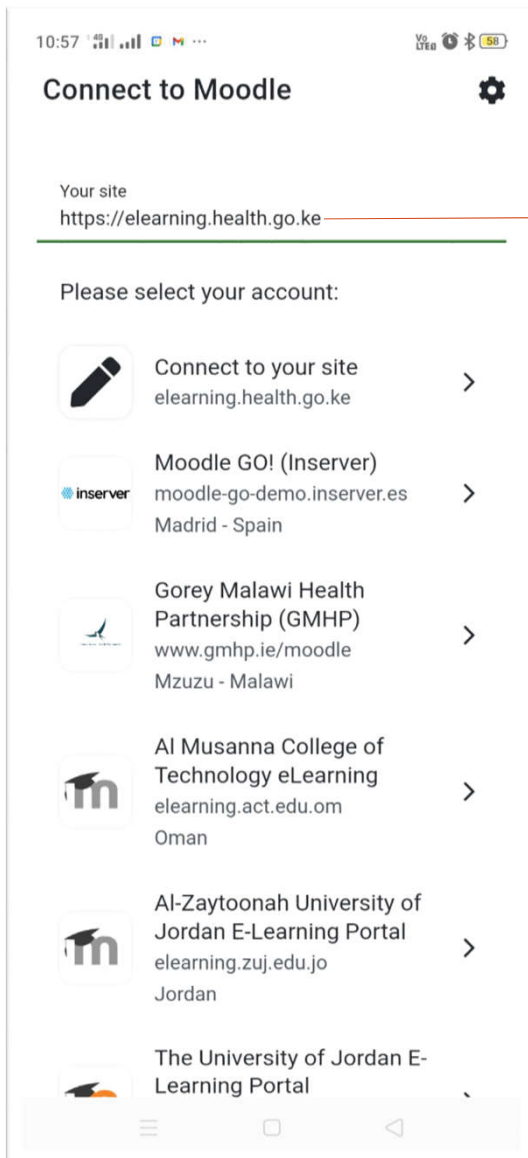 10:57
58
Connect to Moodle
Your site
https://elearning.health.go.ke
Please select your account:
Connect to your site
elearning.health.go.ke
inserver
Moodle GO! (Inserver)
moodle-go-demo.inserver.es
Madrid - Spain
Gorey Malawi Health
Partnership (GMHP)
www.gmhp.ie/moodle
Mzuzu - Malawi
Al Musanna College of
Technology eLearning
elearning.act.edu.om
Oman
Al-Zaytoonah University of
Jordan E-Learning Portal
elearning.zuj.edu.jo
Jordan
The University of Jordan E-
Learning Portal